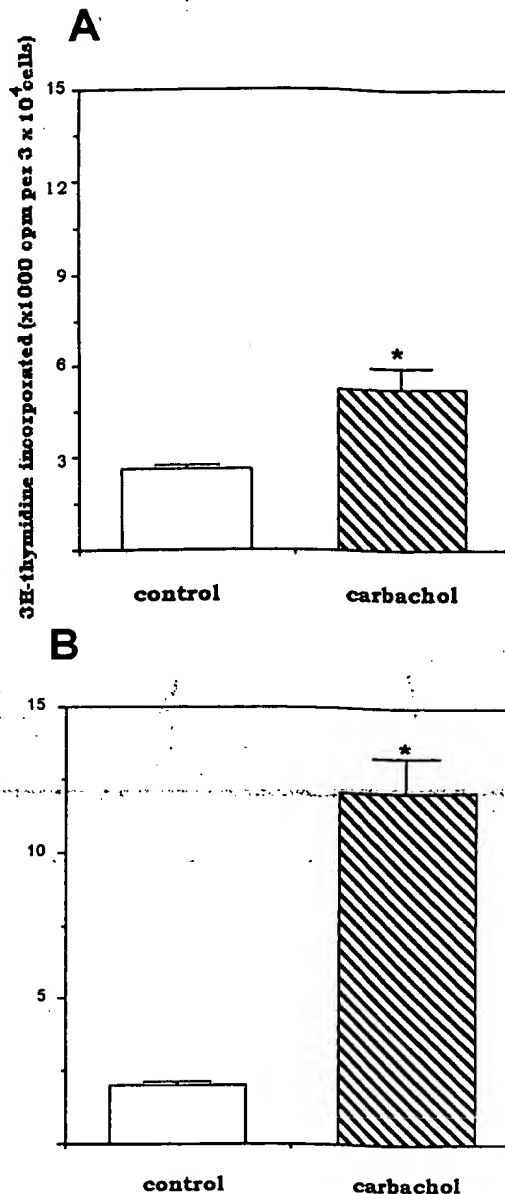 A
3H-thymidine incorporated (x1000 cpm per 3 x 10⁴ cells)
15
12
9
6
3
*
control carbachol
B
15
10
5
*
control carbachol